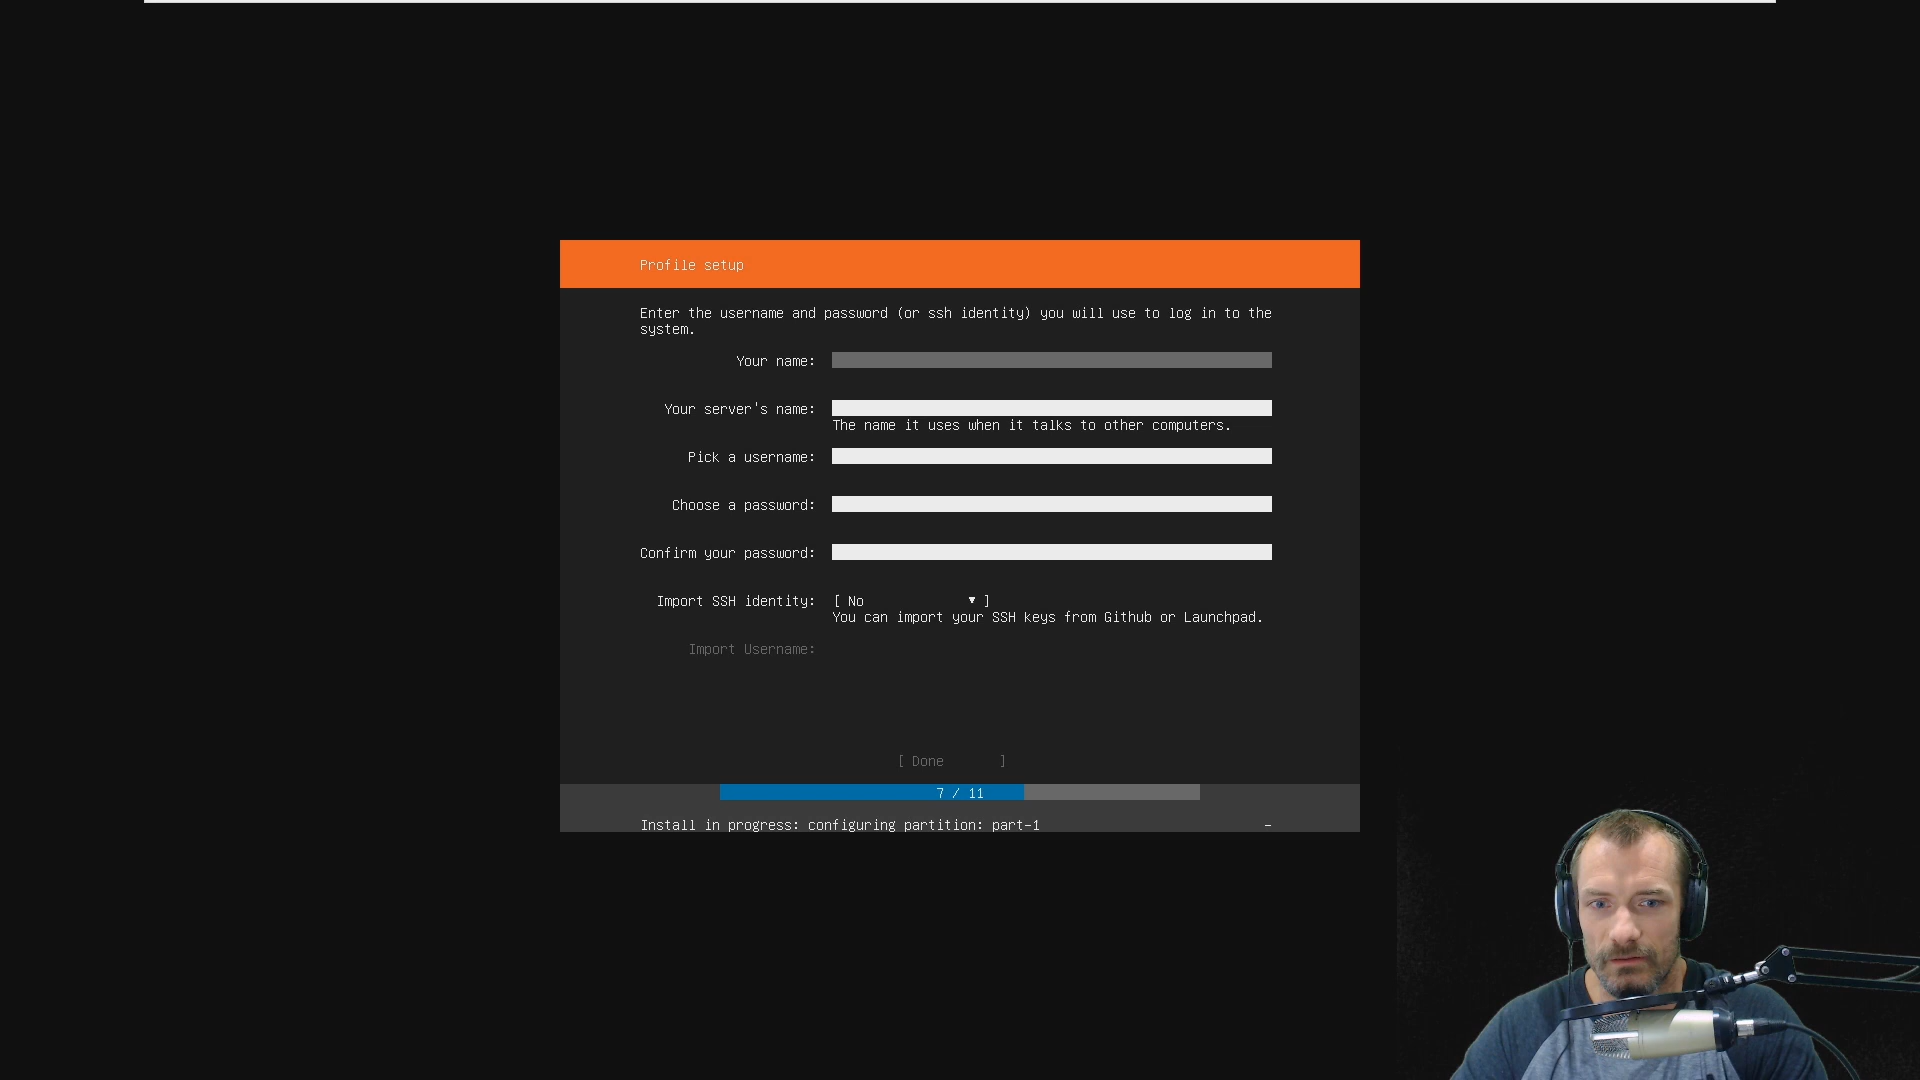 Profile setup
Enter the username and password (or ssh identity) you will use to log in to the
system.
Your name:
Your server's name:
The name it uses when it talks to other computers.
Pick a username:
Choose a password:
Confirm your password:
Import SSH identity: [ No ▼ ]
You can import your SSH keys from Github or Launchpad.
Import Username:
[ Done ]
7 / 11
Install in progress: configuring partition: part-1 -